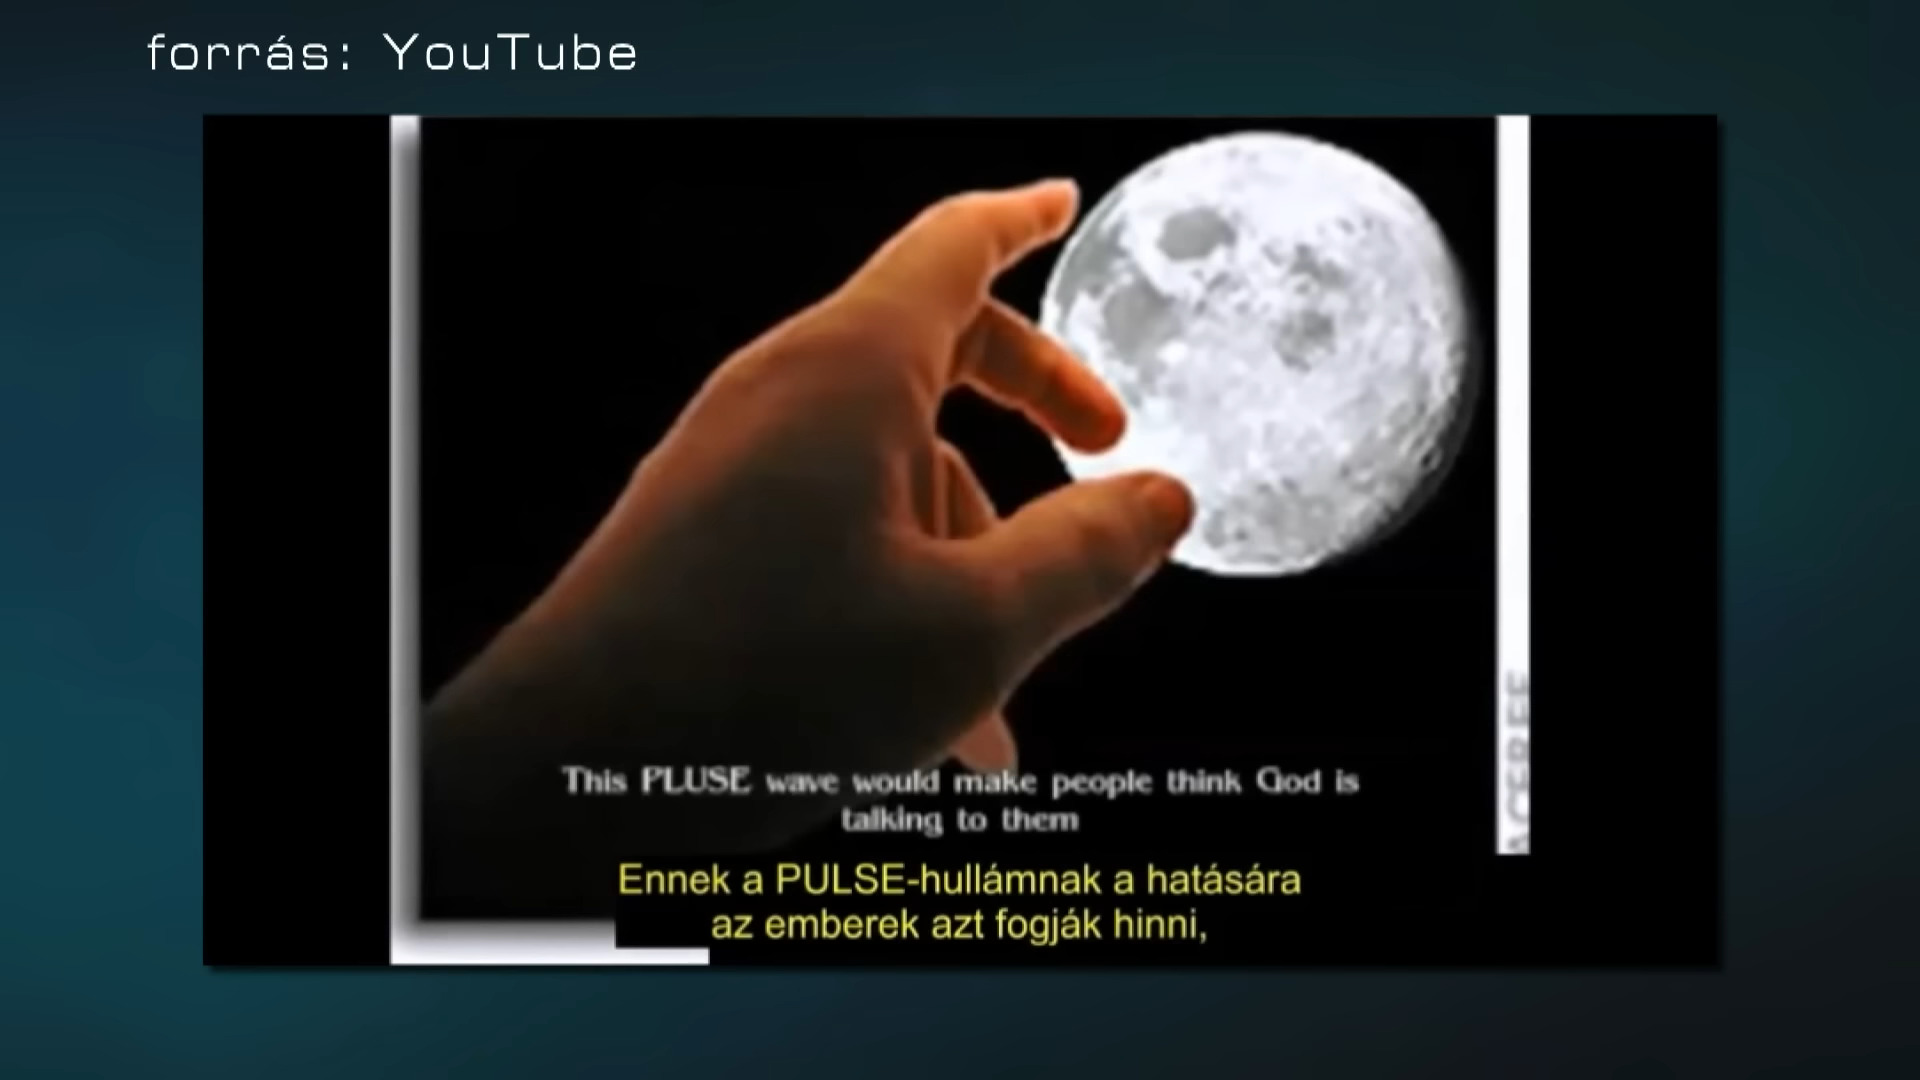 forrás: YouTube
This PLUSE wave would make people think God is
talking to them
Ennek a PULSE-hullámnak a hatására
az emberek azt fogják hinni,